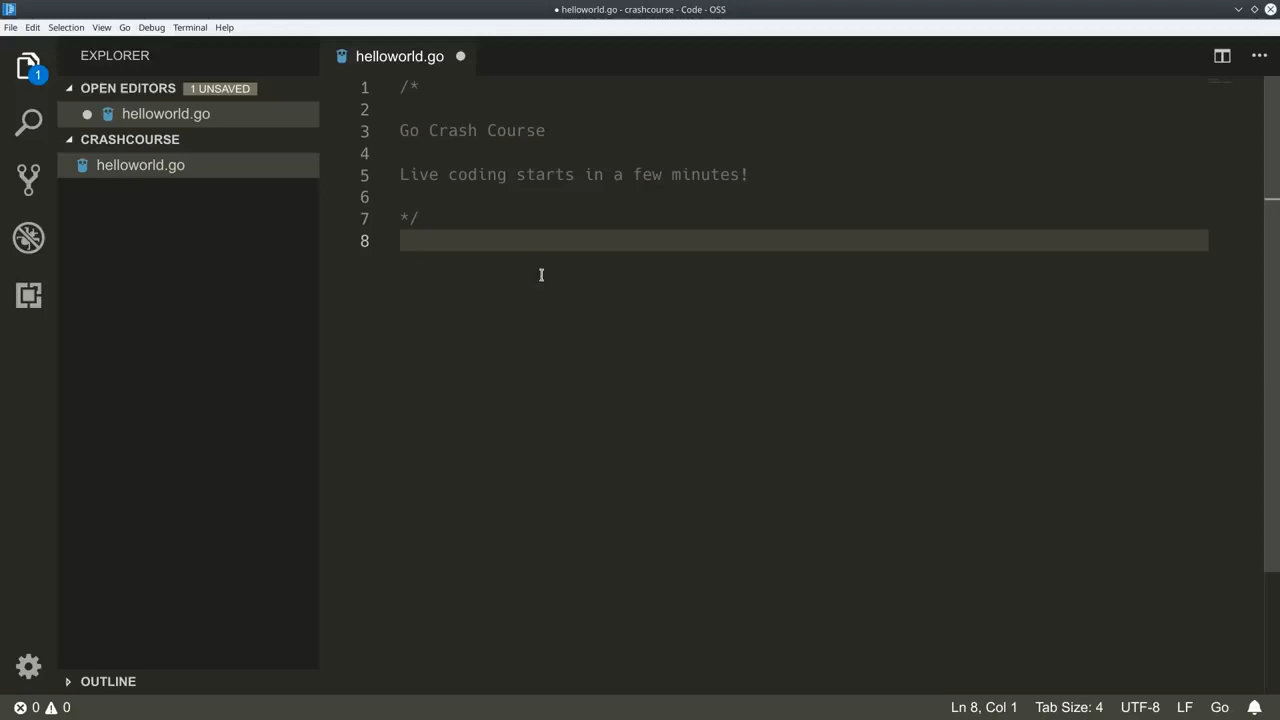 ● helloworld.go - crashcourse - Code - OSS
File Edit Selection View Go Debug Terminal Help
EXPLORER
OPEN EDITORS 1 UNSAVED
helloworld.go
CRASHCOURSE
helloworld.go
OUTLINE
1
helloworld.go
1 /*
2
3 Go Crash Course
4
5 Live coding starts in a few minutes!
6
7 */
8
0 0
Ln 8, Col 1 Tab Size: 4 UTF-8 LF Go